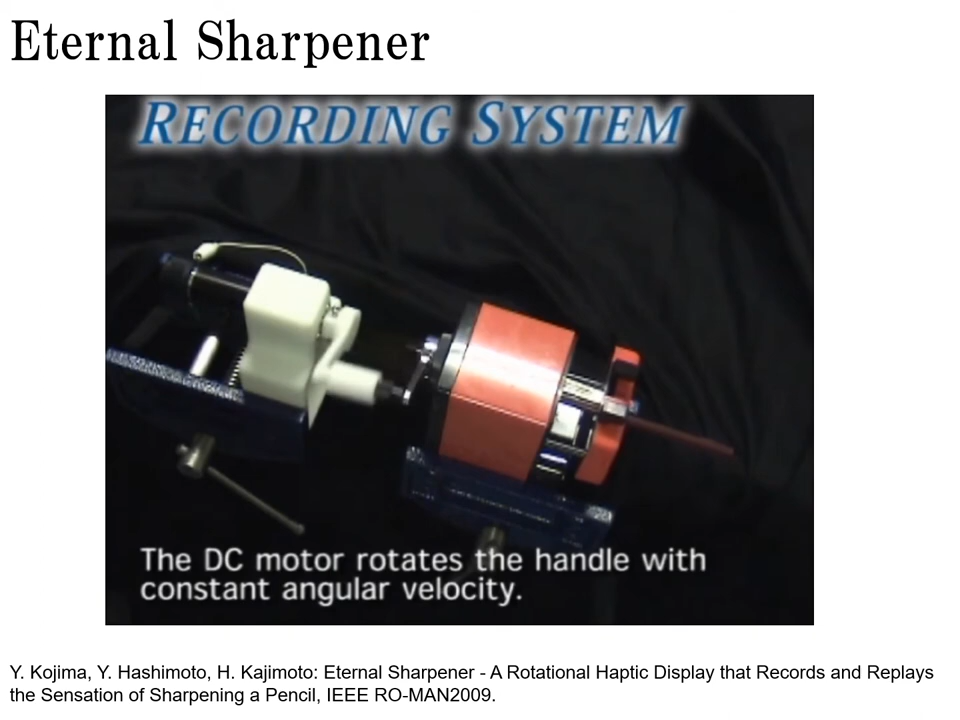 Eternal Sharpener
RECORDING SYSTEM
The DC motor rotates the handle with
constant angular velocity.
Y. Kojima, Y. Hashimoto, H. Kajimoto: Eternal Sharpener - A Rotational Haptic Display that Records and Replays
the Sensation of Sharpening a Pencil, IEEE RO-MAN2009.